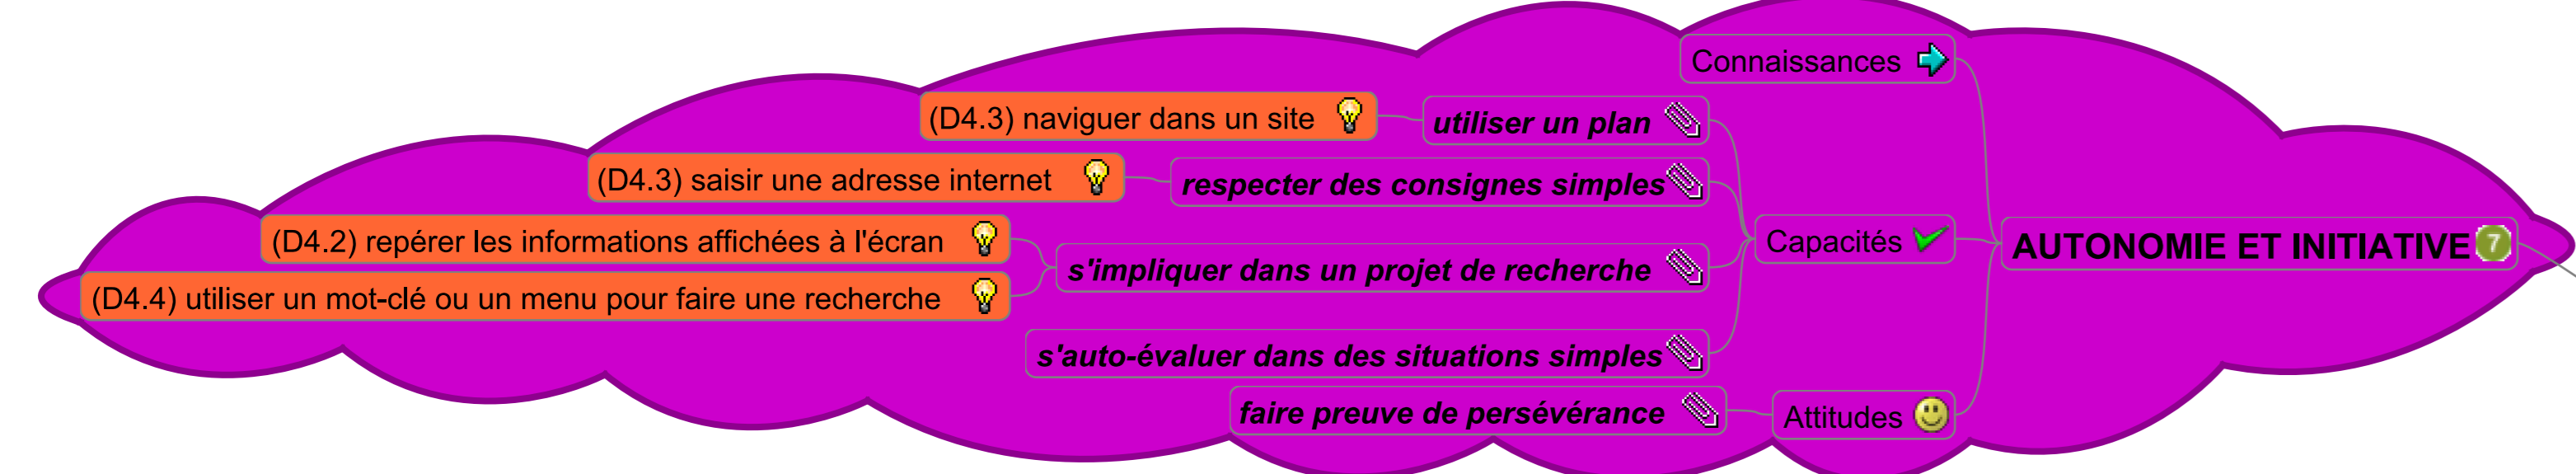 Connaissances
(D4.3) naviguer dans un site
utiliser un plan
(D4.3) saisir une adresse internet
respecter des consignes simples
(D4.2) repérer les informations affichées à l'écran
Capacités
AUTONOMIE ET INITIATIVE 7
s'impliquer dans un projet de recherche
(D4.4) utiliser un mot-clé ou un menu pour faire une recherche
s'auto-évaluer dans des situations simples
faire preuve de persévérance
Attitudes